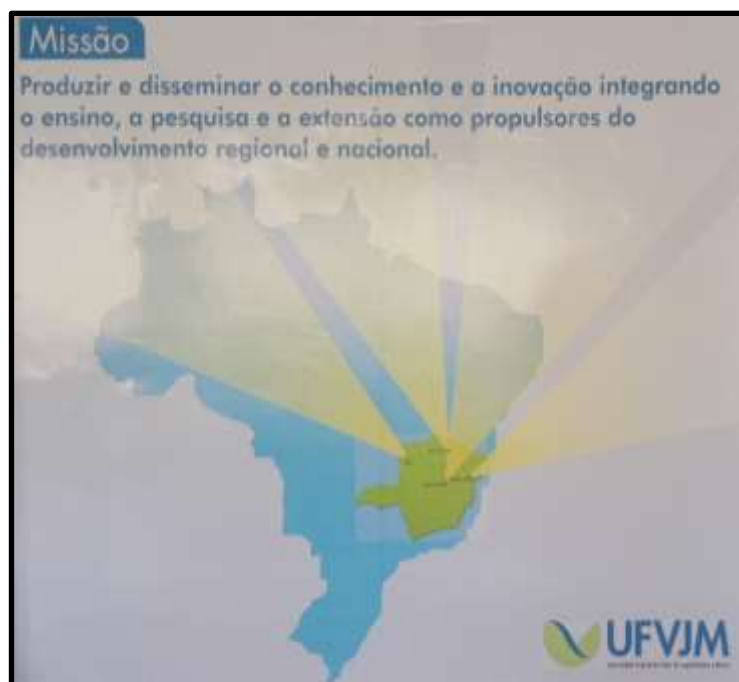 Missão
Produzir e disseminar o conhecimento e a inovação integrando
o ensino, a pesquisa e a extensão como propulsores do
desenvolvimento regional e nacional.
UFVJM